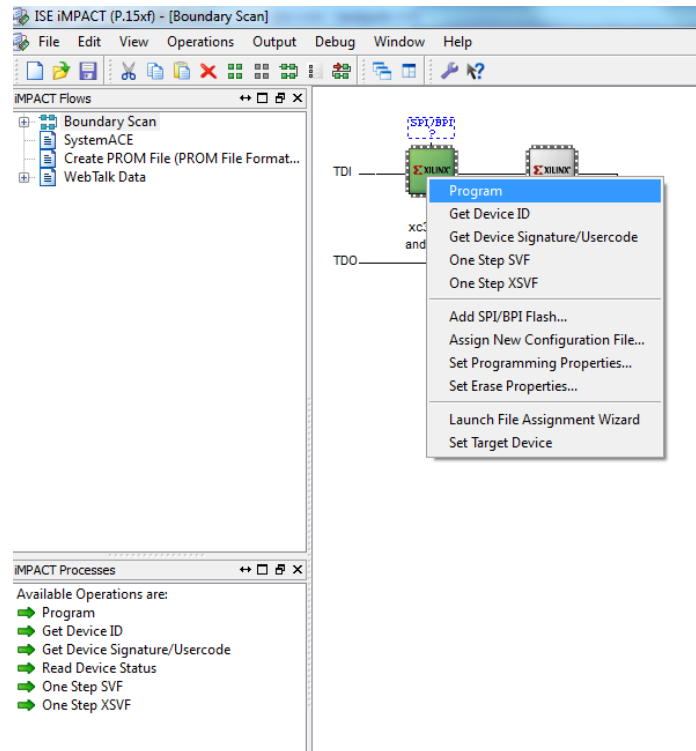 ISE iMPACT (P.15xf) - [Boundary Scan]
File Edit View Operations Output Debug Window Help
iMPACT Flows
Boundary Scan
SystemACE
Create PROM File (PROM File Format...
WebTalk Data
SPI/BPI
?
TDI
XILINX
XILINX
xc3
and
TDO
Program
Get Device ID
Get Device Signature/Usercode
One Step SVF
One Step XSVF
Add SPI/BPI Flash...
Assign New Configuration File...
Set Programming Properties...
Set Erase Properties...
Launch File Assignment Wizard
Set Target Device
iMPACT Processes
Available Operations are:
Program
Get Device ID
Get Device Signature/Usercode
Read Device Status
One Step SVF
One Step XSVF